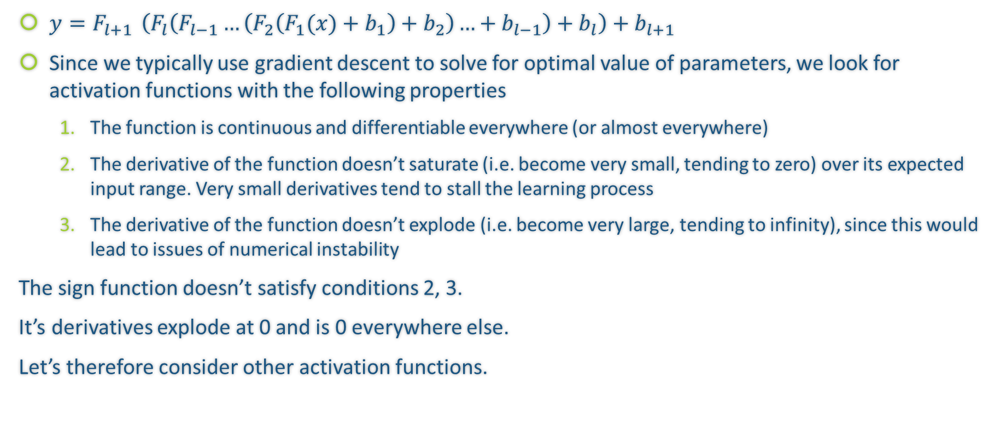 y = F_{l+1} (F_l(F_{l−1} … (F_2(F_1(x) + b_1) + b_2) … + b_{l−1}) + b_l) + b_{l+1}
Since we typically use gradient descent to solve for optimal value of parameters, we look for
activation functions with the following properties
1. The function is continuous and differentiable everywhere (or almost everywhere)
2. The derivative of the function doesn’t saturate (i.e. become very small, tending to zero) over its expected
input range. Very small derivatives tend to stall the learning process
3. The derivative of the function doesn’t explode (i.e. become very large, tending to infinity), since this would
lead to issues of numerical instability
The sign function doesn’t satisfy conditions 2, 3.
It’s derivatives explode at 0 and is 0 everywhere else.
Let’s therefore consider other activation functions.